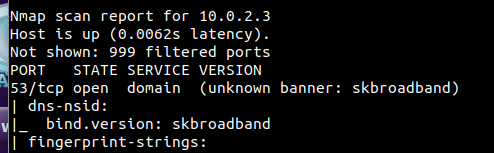 Nmap scan report for 10.0.2.3
Host is up (0.0062s latency).
Not shown: 999 filtered ports
PORT   STATE SERVICE VERSION
53/tcp open  domain  (unknown banner: skbroadband)
| dns-nsid:
|_  bind.version: skbroadband
| fingerprint-strings: